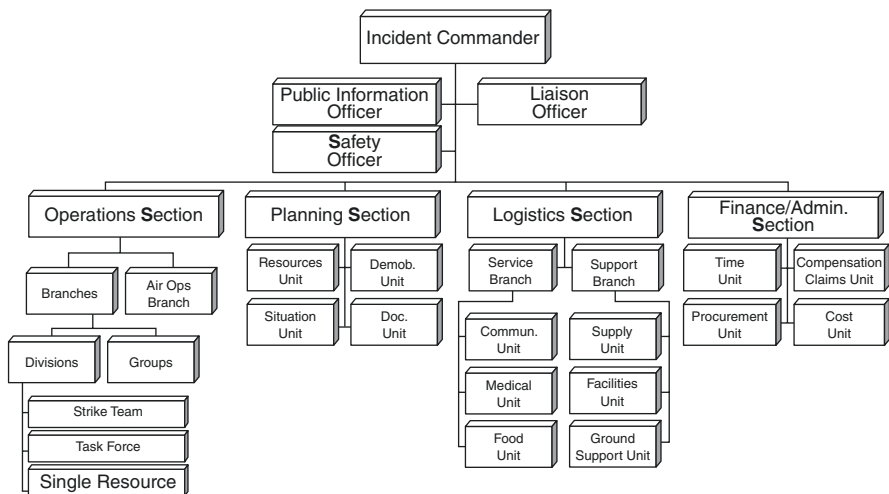 Incident Commander
Public Information
Officer
Liaison
Officer
Safety
Officer
Operations Section
Planning Section
Logistics Section
Finance/Admin.
Section
Branches
Air Ops
Branch
Divisions
Groups
Strike Team
Task Force
Single Resource
Resources
Unit
Demob.
Unit
Situation
Unit
Doc.
Unit
Service
Branch
Support
Branch
Commun.
Unit
Supply
Unit
Medical
Unit
Facilities
Unit
Food
Unit
Ground
Support Unit
Time
Unit
Compensation
Claims Unit
Procurement
Unit
Cost
Unit